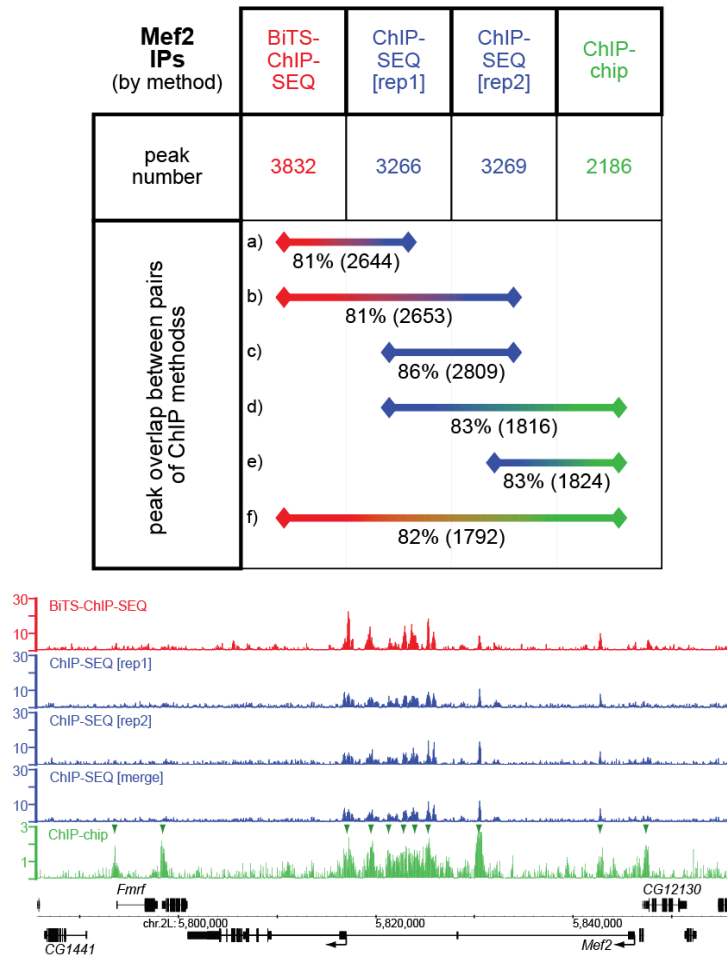 Mef2
IPs
(by method)
BiTS-
ChIP-
SEQ
ChIP-
SEQ
[rep1]
ChIP-
SEQ
[rep2]
ChIP-
chip
peak
number
3832
3266
3269
2186
peak overlap between pairs
of ChIP methodss
a)
81% (2644)
b)
81% (2653)
c)
86% (2809)
d)
83% (1816)
e)
83% (1824)
f)
82% (1792)
30
10
BiTS-ChIP-SEQ
30
10
ChIP-SEQ [rep1]
30
10
ChIP-SEQ [rep2]
30
10
ChIP-SEQ [merge]
3
1
ChIP-chip
Fmrf
CG12130
chr.2L: 5,800,000
5,820,000
5,840,000
CG1441
Mef2